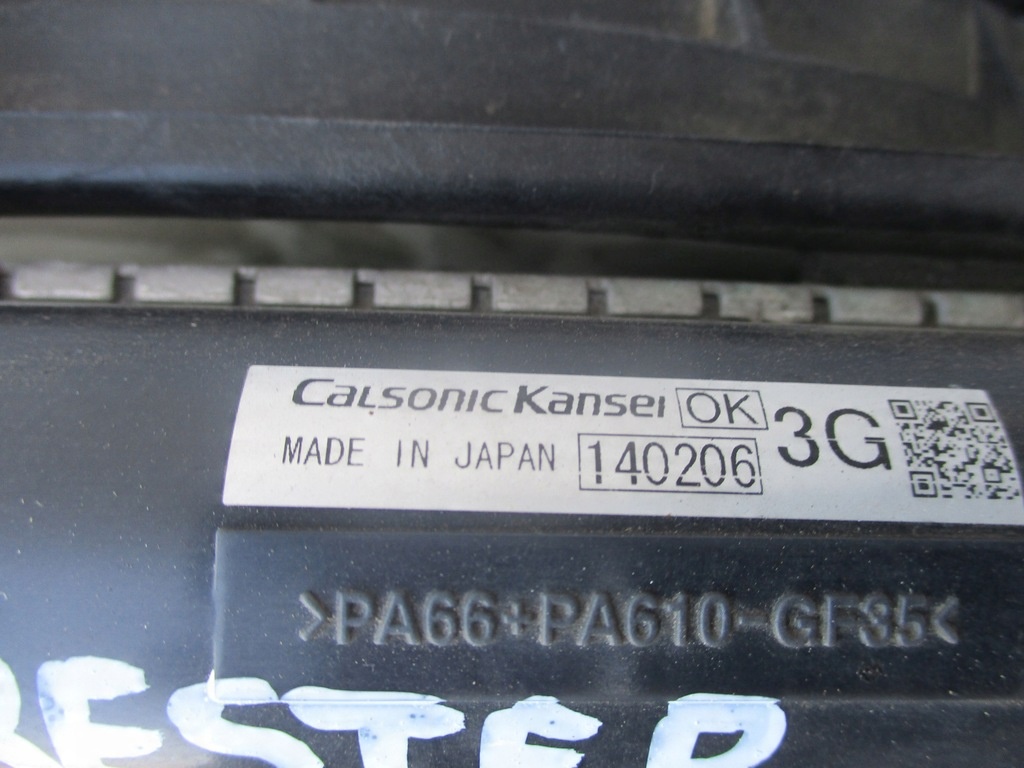 CalsonicKansei OK 3G
MADE IN JAPAN 140206
>PA66+PA610-GF35<
RESTER